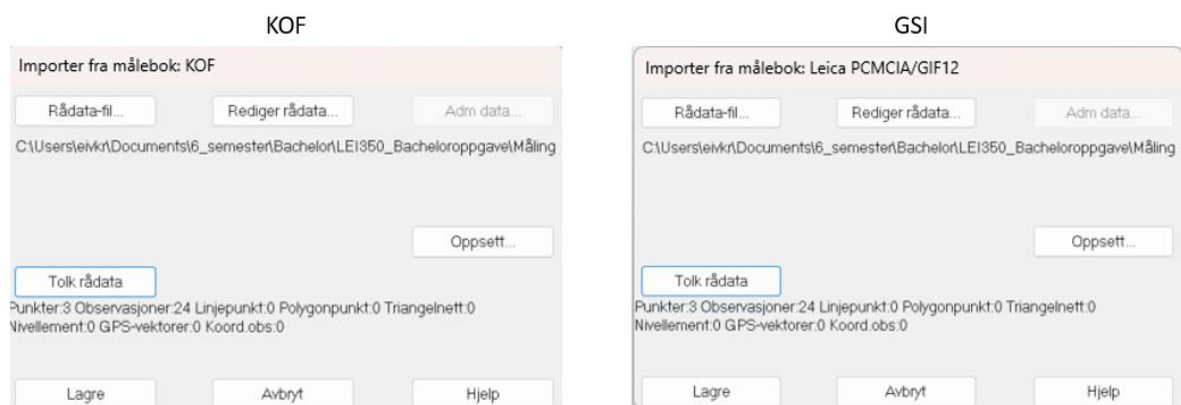 KOF
Importer fra målebok: KOF
Rådata-fil...
Rediger rådata...
Adm data...
C:\Users\eivkr\Documents\6_semester\Bachelor\LEI350_Bacheloroppgave\Måling
Oppsett...
Tolk rådata
Punkter:3 Observasjoner:24 Linjepunkt:0 Polygonpunkt:0 Triangelnett:0
Nivellement:0 GPS-vektorer:0 Koord.obs:0
Lagre
Avbryt
Hjelp
GSI
Importer fra målebok: Leica PCMCIA/GIF12
Rådata-fil...
Rediger rådata...
Adm data...
C:\Users\eivkr\Documents\6_semester\Bachelor\LEI350_Bacheloroppgave\Måling
Oppsett...
Tolk rådata
Punkter:3 Observasjoner:24 Linjepunkt:0 Polygonpunkt:0 Triangelnett:0
Nivellement:0 GPS-vektorer:0 Koord.obs:0
Lagre
Avbryt
Hjelp